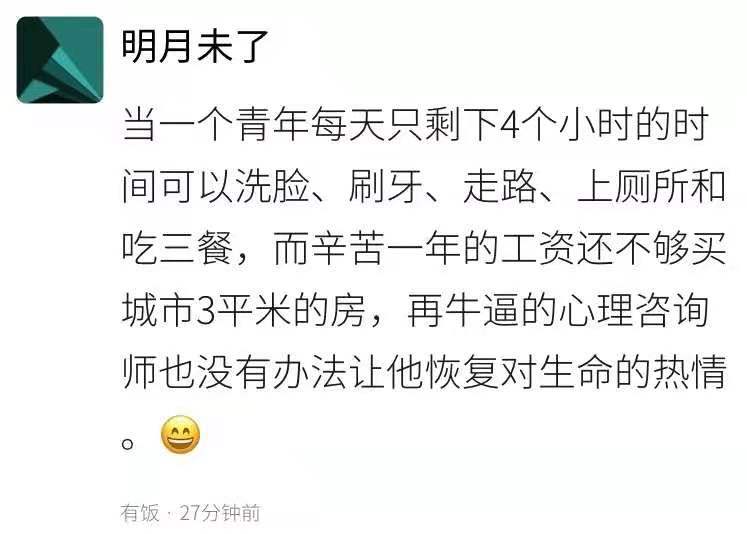 明月未了
当一个青年每天只剩下4个小时的时
间可以洗脸、刷牙、走路、上厕所和
吃三餐，而辛苦一年的工资还不够买
城市3平米的房，再牛逼的心理咨询
师也没有办法让他恢复对生命的热情
。😄
有饭 · 27分钟前